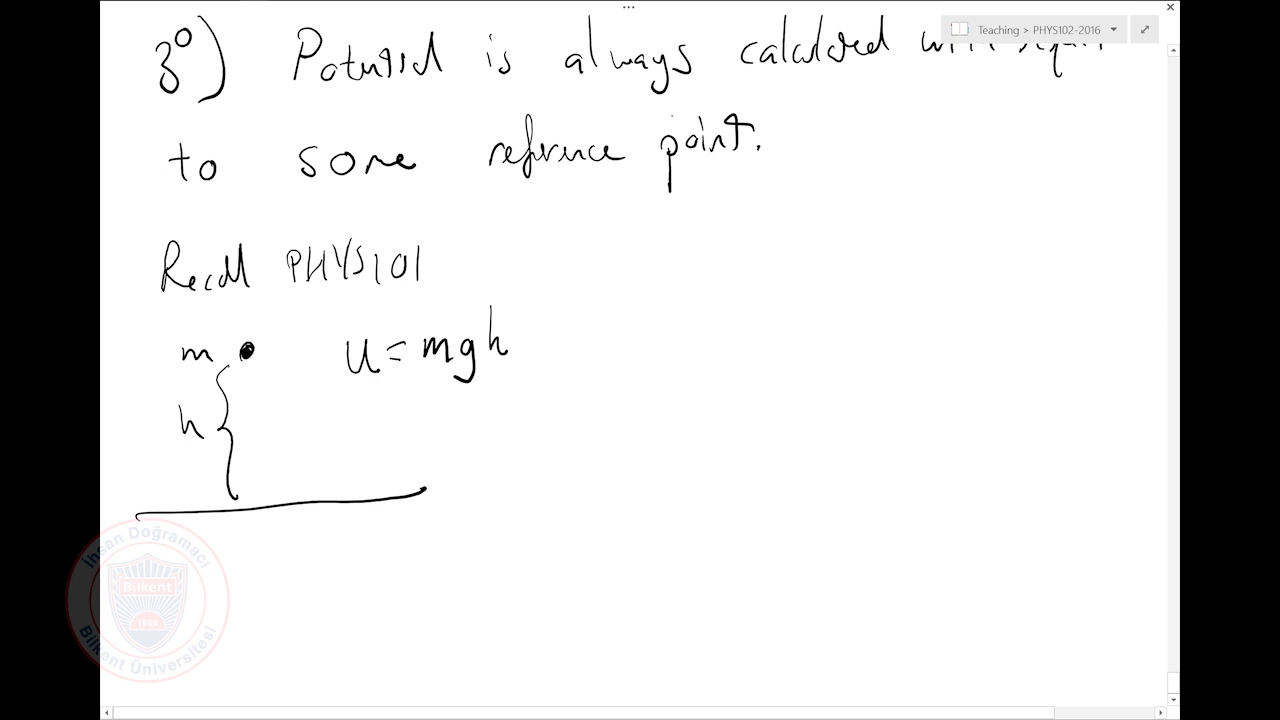 Teaching > PHYS102-2016
3°) Potential is always calculated with
to some reference point.
Recall PHYS101
m U = mgh
h
İhsan Doğramacı
Bilkent
1984
Bilkent Üniversitesi